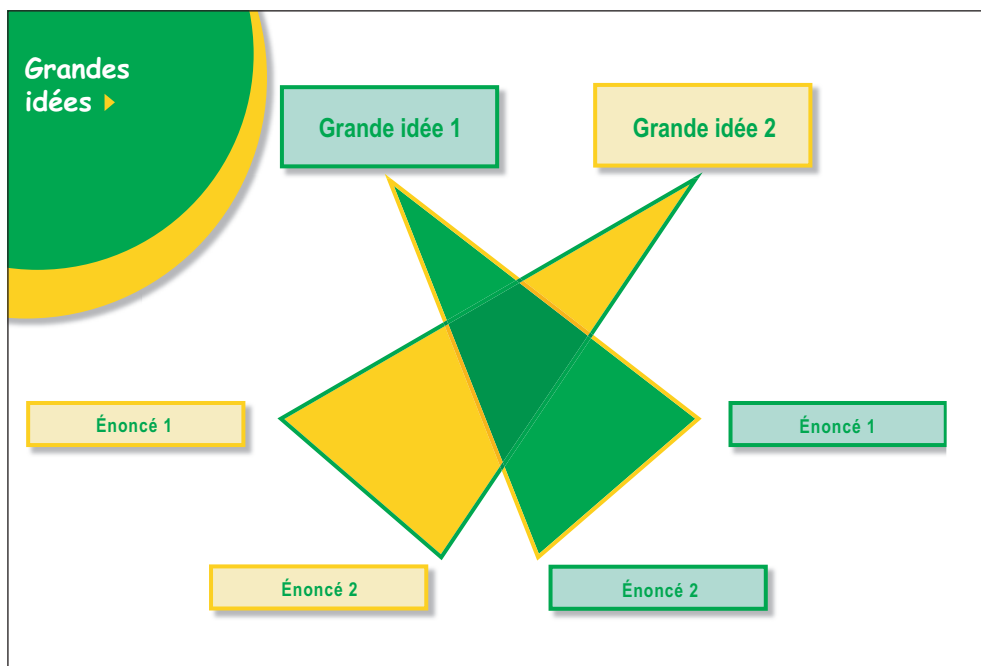 Grandes
idées
Grande idée 1
Grande idée 2
Énoncé 1
Énoncé 1
Énoncé 2
Énoncé 2